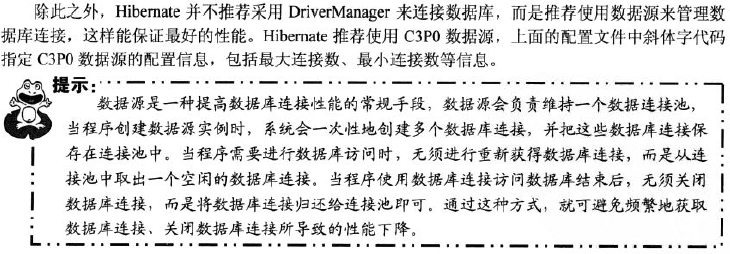 除此之外，Hibernate 并不推荐采用 DriverManager 来连接数据库，而是推荐使用数据源来管理数
据库连接，这样能保证最好的性能。Hibernate 推荐使用 C3P0 数据源，上面的配置文件中斜体字代码
指定 C3P0 数据源的配置信息，包括最大连接数、最小连接数等信息。
提示：
数据源是一种提高数据库连接性能的常规手段，数据源会负责维持一个数据连接池，
当程序创建数据源实例时，系统会一次性地创建多个数据库连接，并把这些数据库连接保
存在连接池中。当程序需要进行数据库访问时，无须进行重新获得数据库连接，而是从连
接池中取出一个空闲的数据库连接。当程序使用数据库连接访问数据库结束后，无须关闭
数据库连接，而是将数据库连接归还给连接池即可。通过这种方式，就可避免频繁地获取
数据库连接、关闭数据库连接所导致的性能下降。